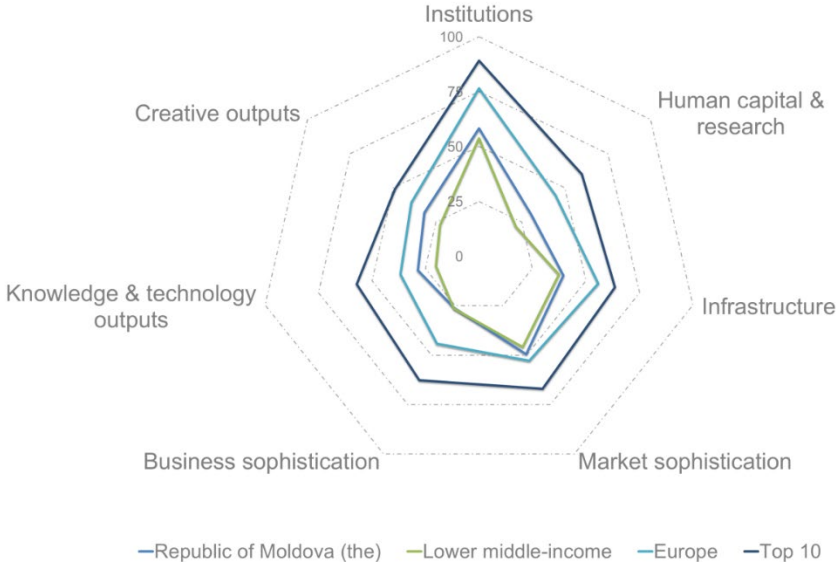 Institutions
100
75
50
25
0
Human capital &
research
Infrastructure
Market sophistication
Business sophistication
Knowledge & technology
outputs
Creative outputs
Republic of Moldova (the) Lower middle-income Europe Top 10